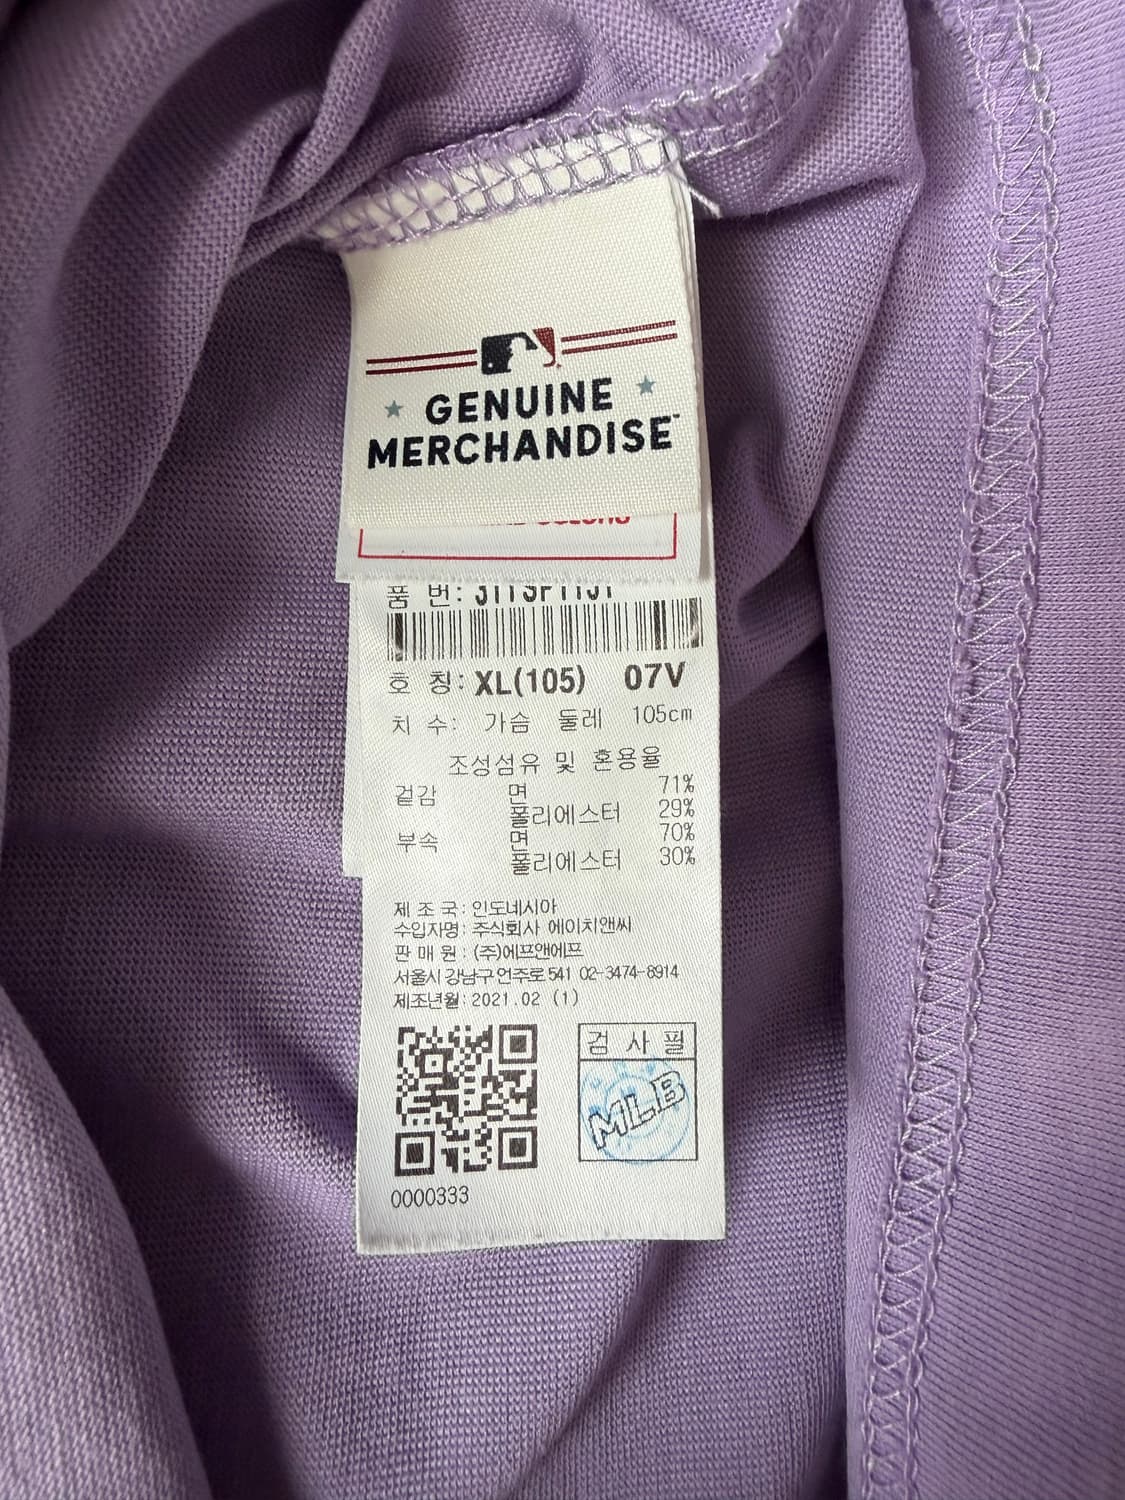 GENUINE
MERCHANDISE™
품 번:
호 칭: XL(105) 07V
치 수: 가슴 둘레 105cm
조성섬유 및 혼용율
겉감 면 71%
폴리에스터 29%
부속 면 70%
폴리에스터 30%
제 조 국: 인도네시아
수입자명: 주식회사 에이치앤씨
판 매 원: (주)에프앤에프
서울시 강남구 언주로 541 02-3474-8914
제조년월: 2021.02 (1)
검 사 필
MLB
0000333